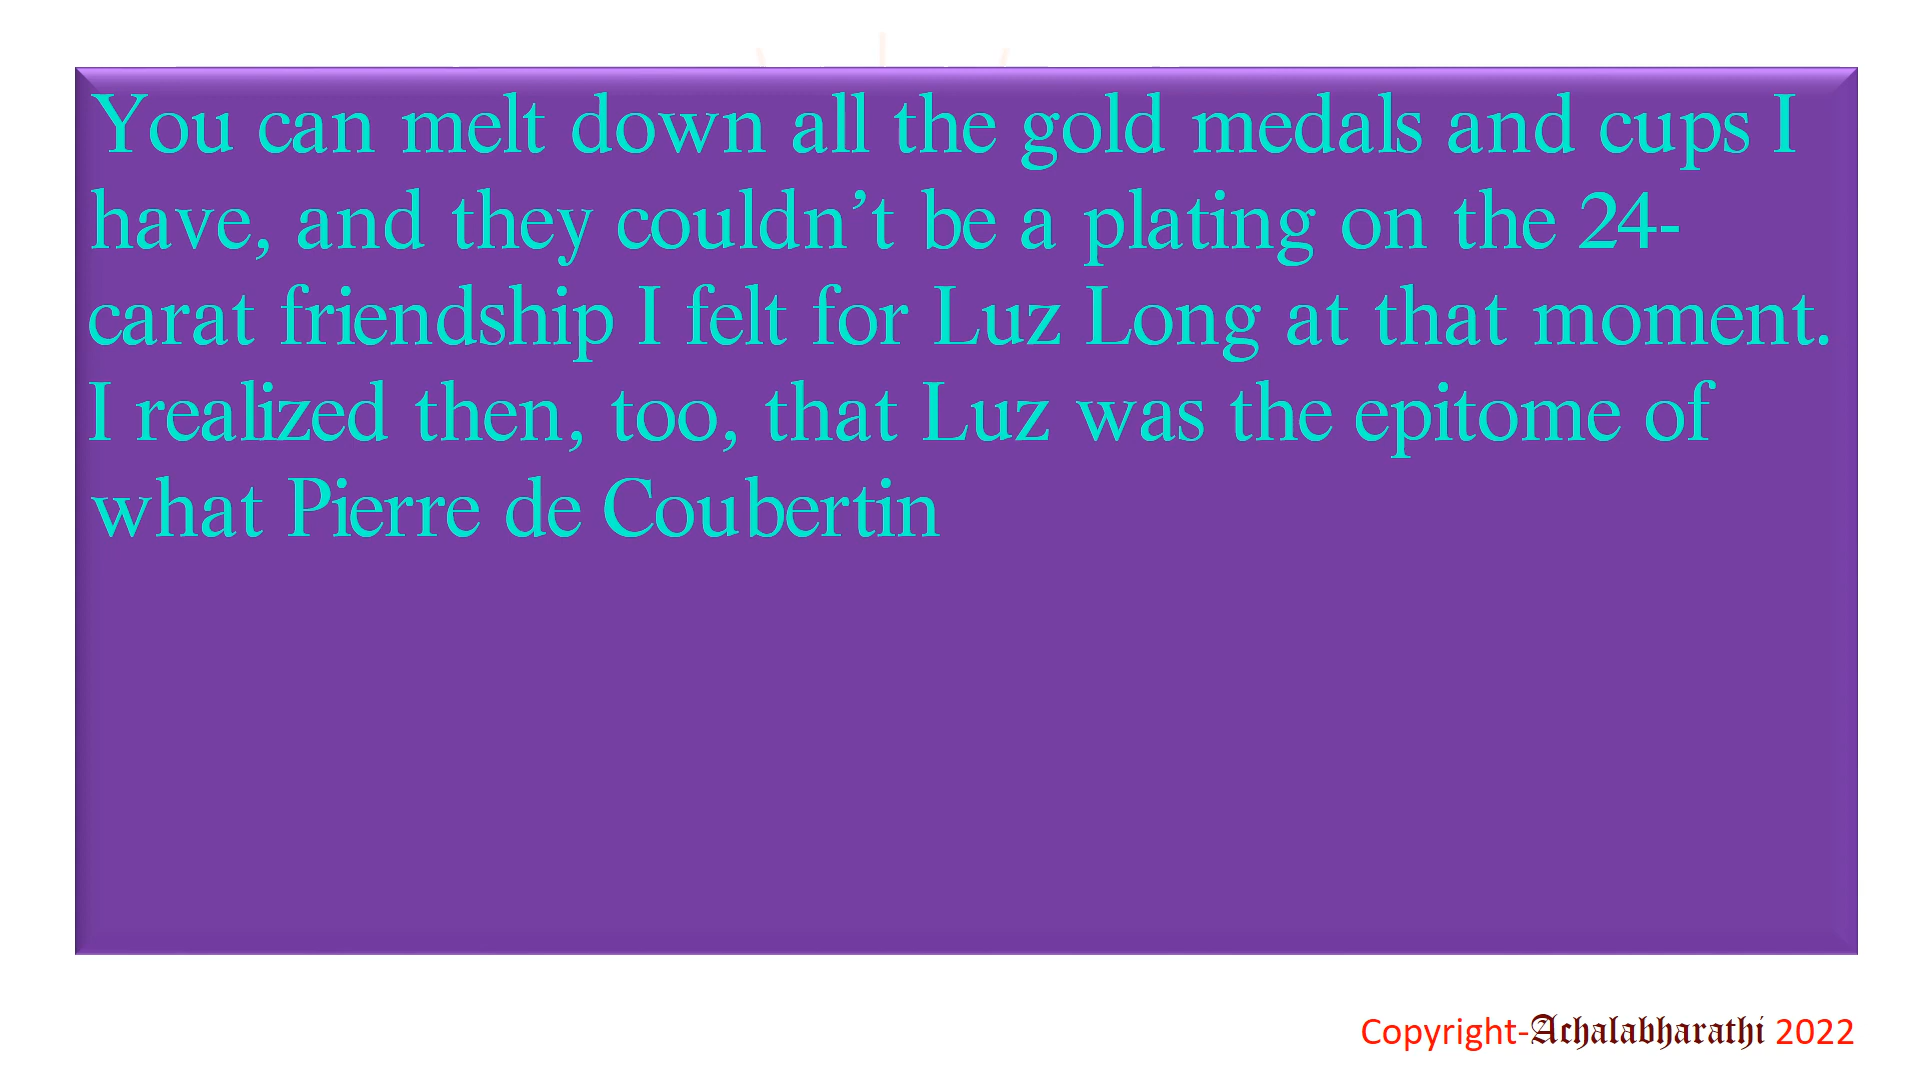 You can melt down all the gold medals and cups I
have, and they couldn’t be a plating on the 24-
carat friendship I felt for Luz Long at that moment.
I realized then, too, that Luz was the epitome of
what Pierre de Coubertin
Copyright-Achalabharathi 2022